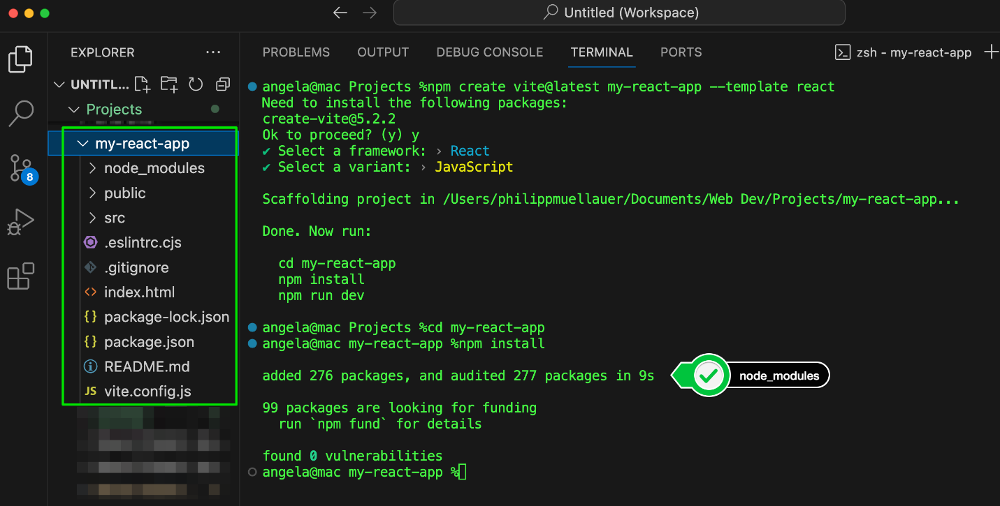 Untitled (Workspace)
EXPLORER
UNTITL...
Projects
my-react-app
node_modules
public
src
.eslintrc.cjs
.gitignore
index.html
package-lock.json
package.json
README.md
JS vite.config.js
8
PROBLEMS OUTPUT DEBUG CONSOLE TERMINAL PORTS
zsh - my-react-app
angela@mac Projects %npm create vite@latest my-react-app --template react
Need to install the following packages:
create-vite@5.2.2
Ok to proceed? (y) y
✔ Select a framework: › React
✔ Select a variant: › JavaScript
Scaffolding project in /Users/philippmuellauer/Documents/Web Dev/Projects/my-react-app...
Done. Now run:
cd my-react-app
npm install
npm run dev
angela@mac Projects %cd my-react-app
angela@mac my-react-app %npm install
added 276 packages, and audited 277 packages in 9s
node_modules
99 packages are looking for funding
run `npm fund` for details
found 0 vulnerabilities
angela@mac my-react-app %